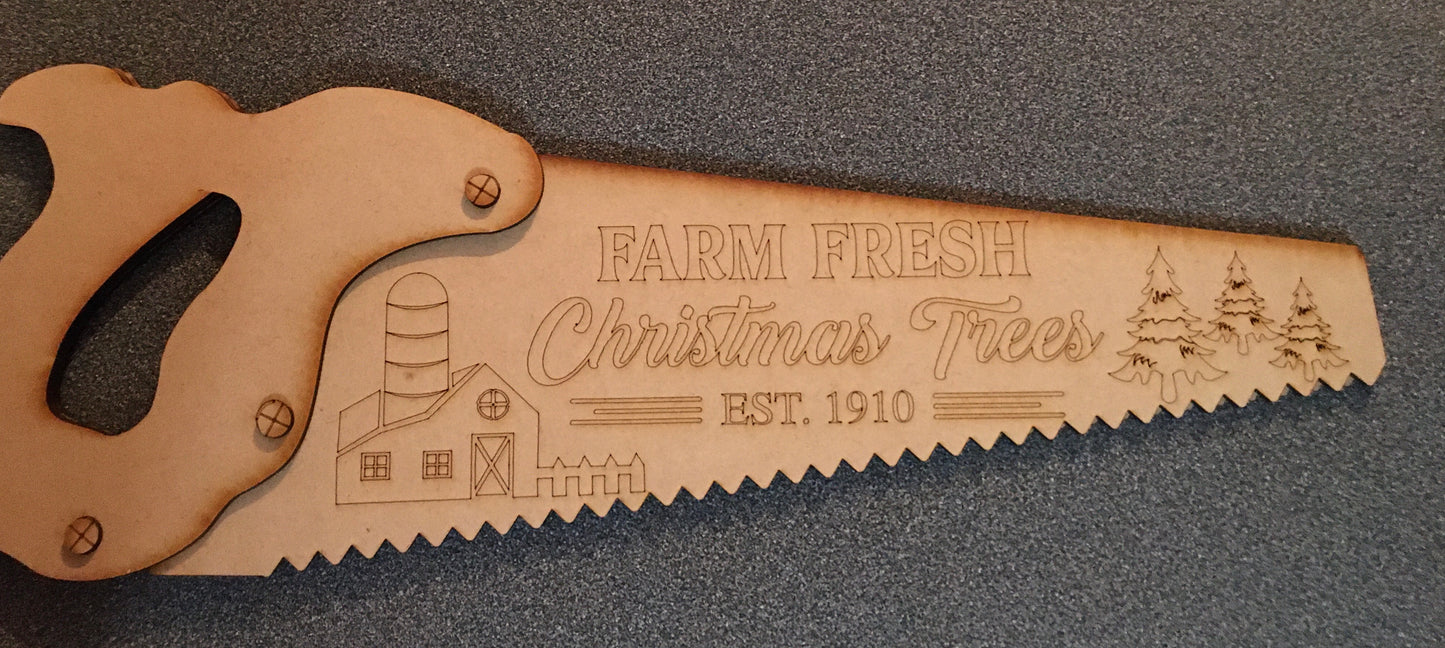 FARM FRESH
Christmas Trees
EST. 1910